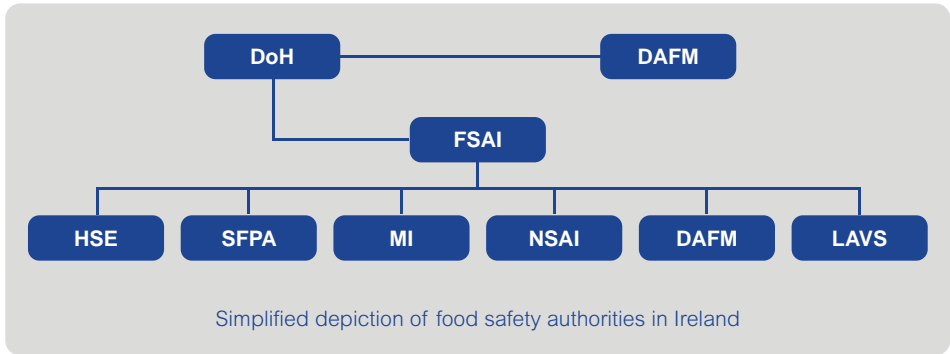 DoH
DAFM
FSAI
HSE
SFPA
MI
NSAI
DAFM
LAVS
Simplified depiction of food safety authorities in Ireland